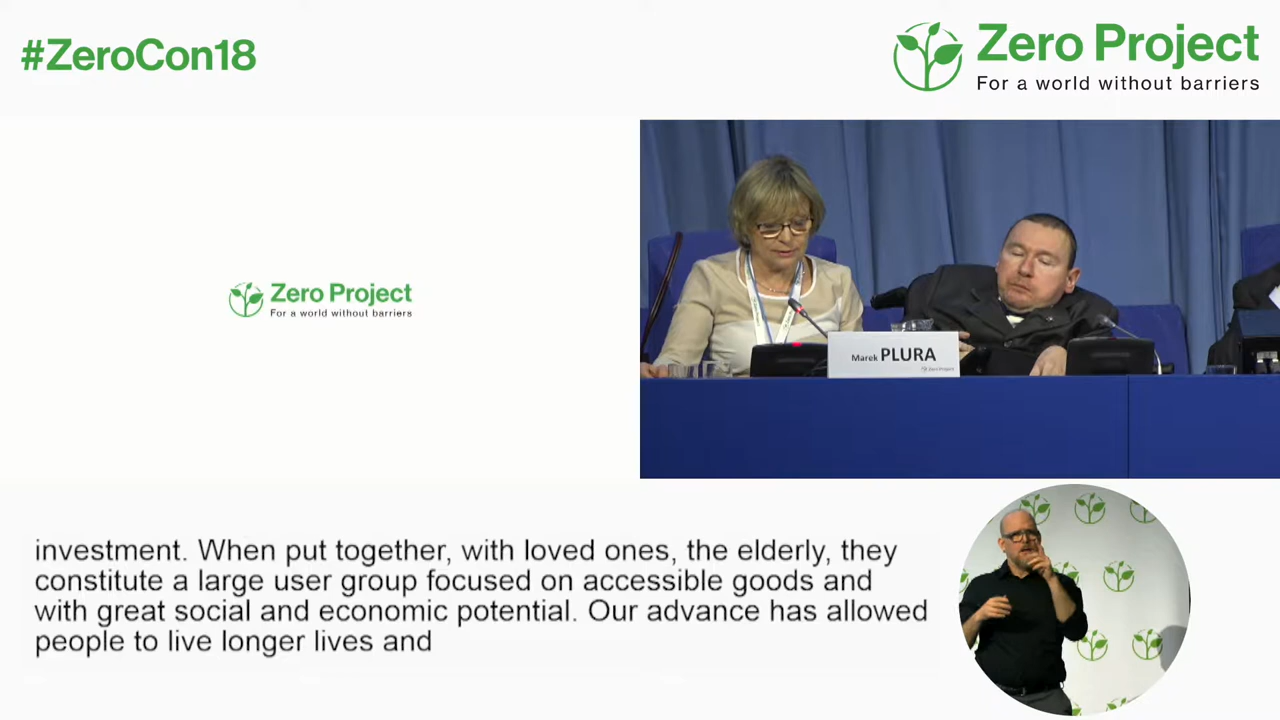 #ZeroCon18
Zero Project
For a world without barriers
Zero Project
For a world without barriers
Marek PLURA
Zero Project
investment. When put together, with loved ones, the elderly, they
constitute a large user group focused on accessible goods and
with great social and economic potential. Our advance has allowed
people to live longer lives and